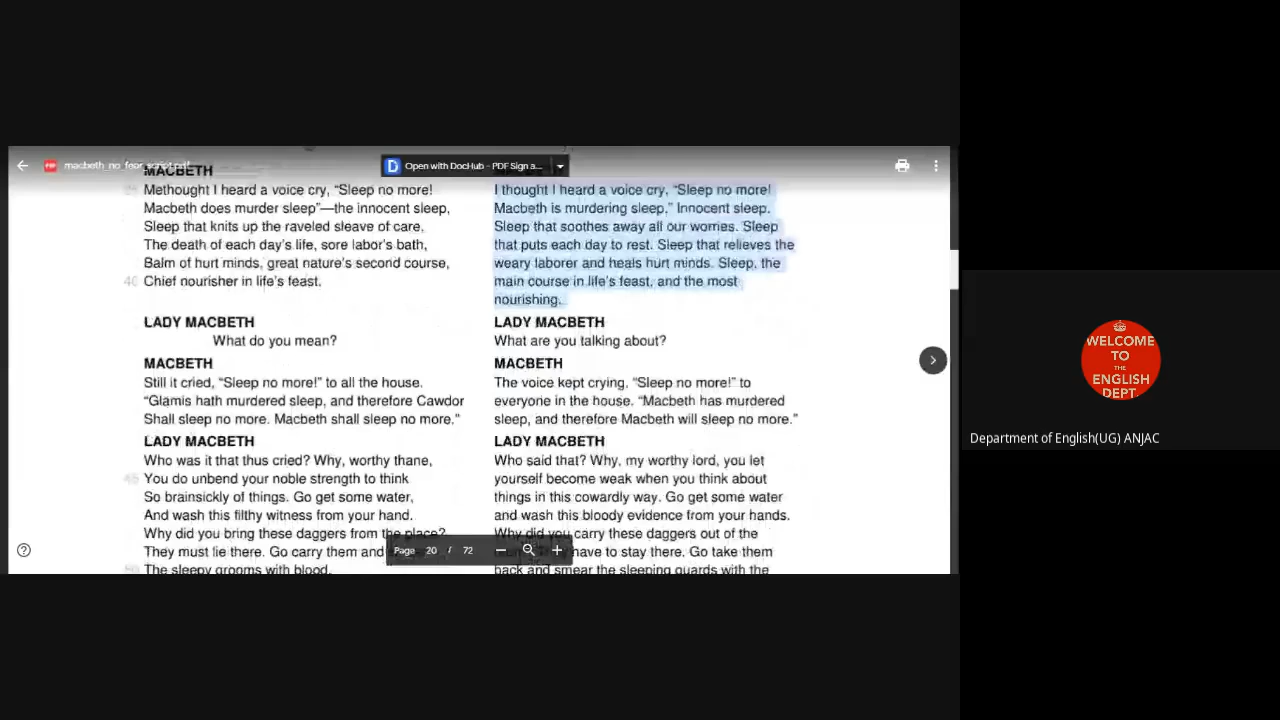 macbeth_no_fear_script.pdf
Open with DocHub - PDF Sign a...
MACBETH
Methought I heard a voice cry, “Sleep no more!
Macbeth does murder sleep”—the innocent sleep,
Sleep that knits up the raveled sleave of care,
The death of each day’s life, sore labor’s bath,
Balm of hurt minds, great nature’s second course,
40 Chief nourisher in life’s feast.
LADY MACBETH
What do you mean?
MACBETH
Still it cried, “Sleep no more!” to all the house.
“Glamis hath murdered sleep, and therefore Cawdor
Shall sleep no more. Macbeth shall sleep no more.”
LADY MACBETH
Who was it that thus cried? Why, worthy thane,
45 You do unbend your noble strength to think
So brainsickly of things. Go get some water,
And wash this filthy witness from your hand.
Why did you bring these daggers from the place?
They must lie there. Go carry them and
The sleepy grooms with blood.
I thought I heard a voice cry, “Sleep no more!
Macbeth is murdering sleep.” Innocent sleep.
Sleep that soothes away all our worries. Sleep
that puts each day to rest. Sleep that relieves the
weary laborer and heals hurt minds. Sleep, the
main course in life’s feast, and the most
nourishing.
LADY MACBETH
What are you talking about?
MACBETH
The voice kept crying, “Sleep no more!” to
everyone in the house. “Macbeth has murdered
sleep, and therefore Macbeth will sleep no more.”
LADY MACBETH
Who said that? Why, my worthy lord, you let
yourself become weak when you think about
things in this cowardly way. Go get some water
and wash this bloody evidence from your hands.
Why did you carry these daggers out of the
have to stay there. Go take them
back and smear the sleeping guards with the
Page 20 / 72
WELCOME
TO
THE
ENGLISH
DEPT.
Department of English(UG) ANJAC